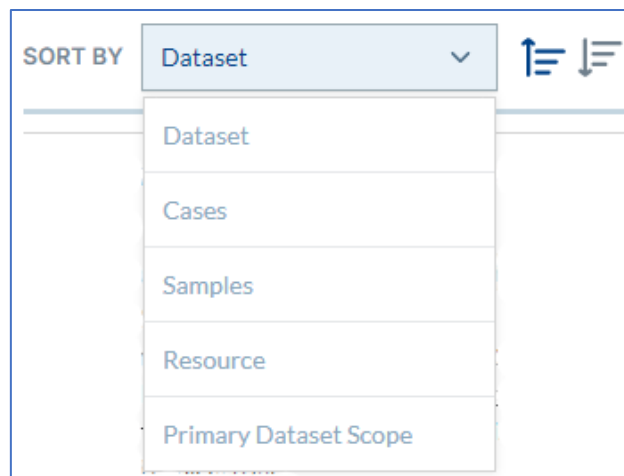 SORT BY Dataset
Dataset
Cases
Samples
Resource
Primary Dataset Scope